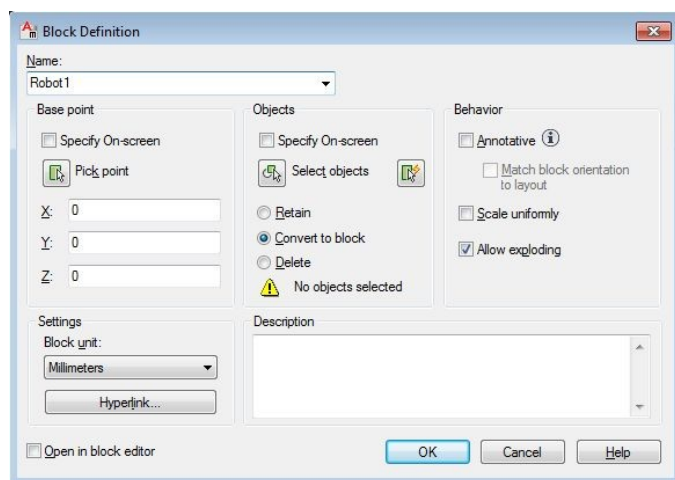 Block Definition
Name:
Robot1
Base point
Specify On-screen
Pick point
X: 0
Y: 0
Z: 0
Objects
Specify On-screen
Select objects
Retain
Convert to block
Delete
No objects selected
Behavior
Annotative
Match block orientation
to layout
Scale uniformly
Allow exploding
Settings
Block unit:
Millimeters
Hyperlink...
Description
Open in block editor
OK Cancel Help